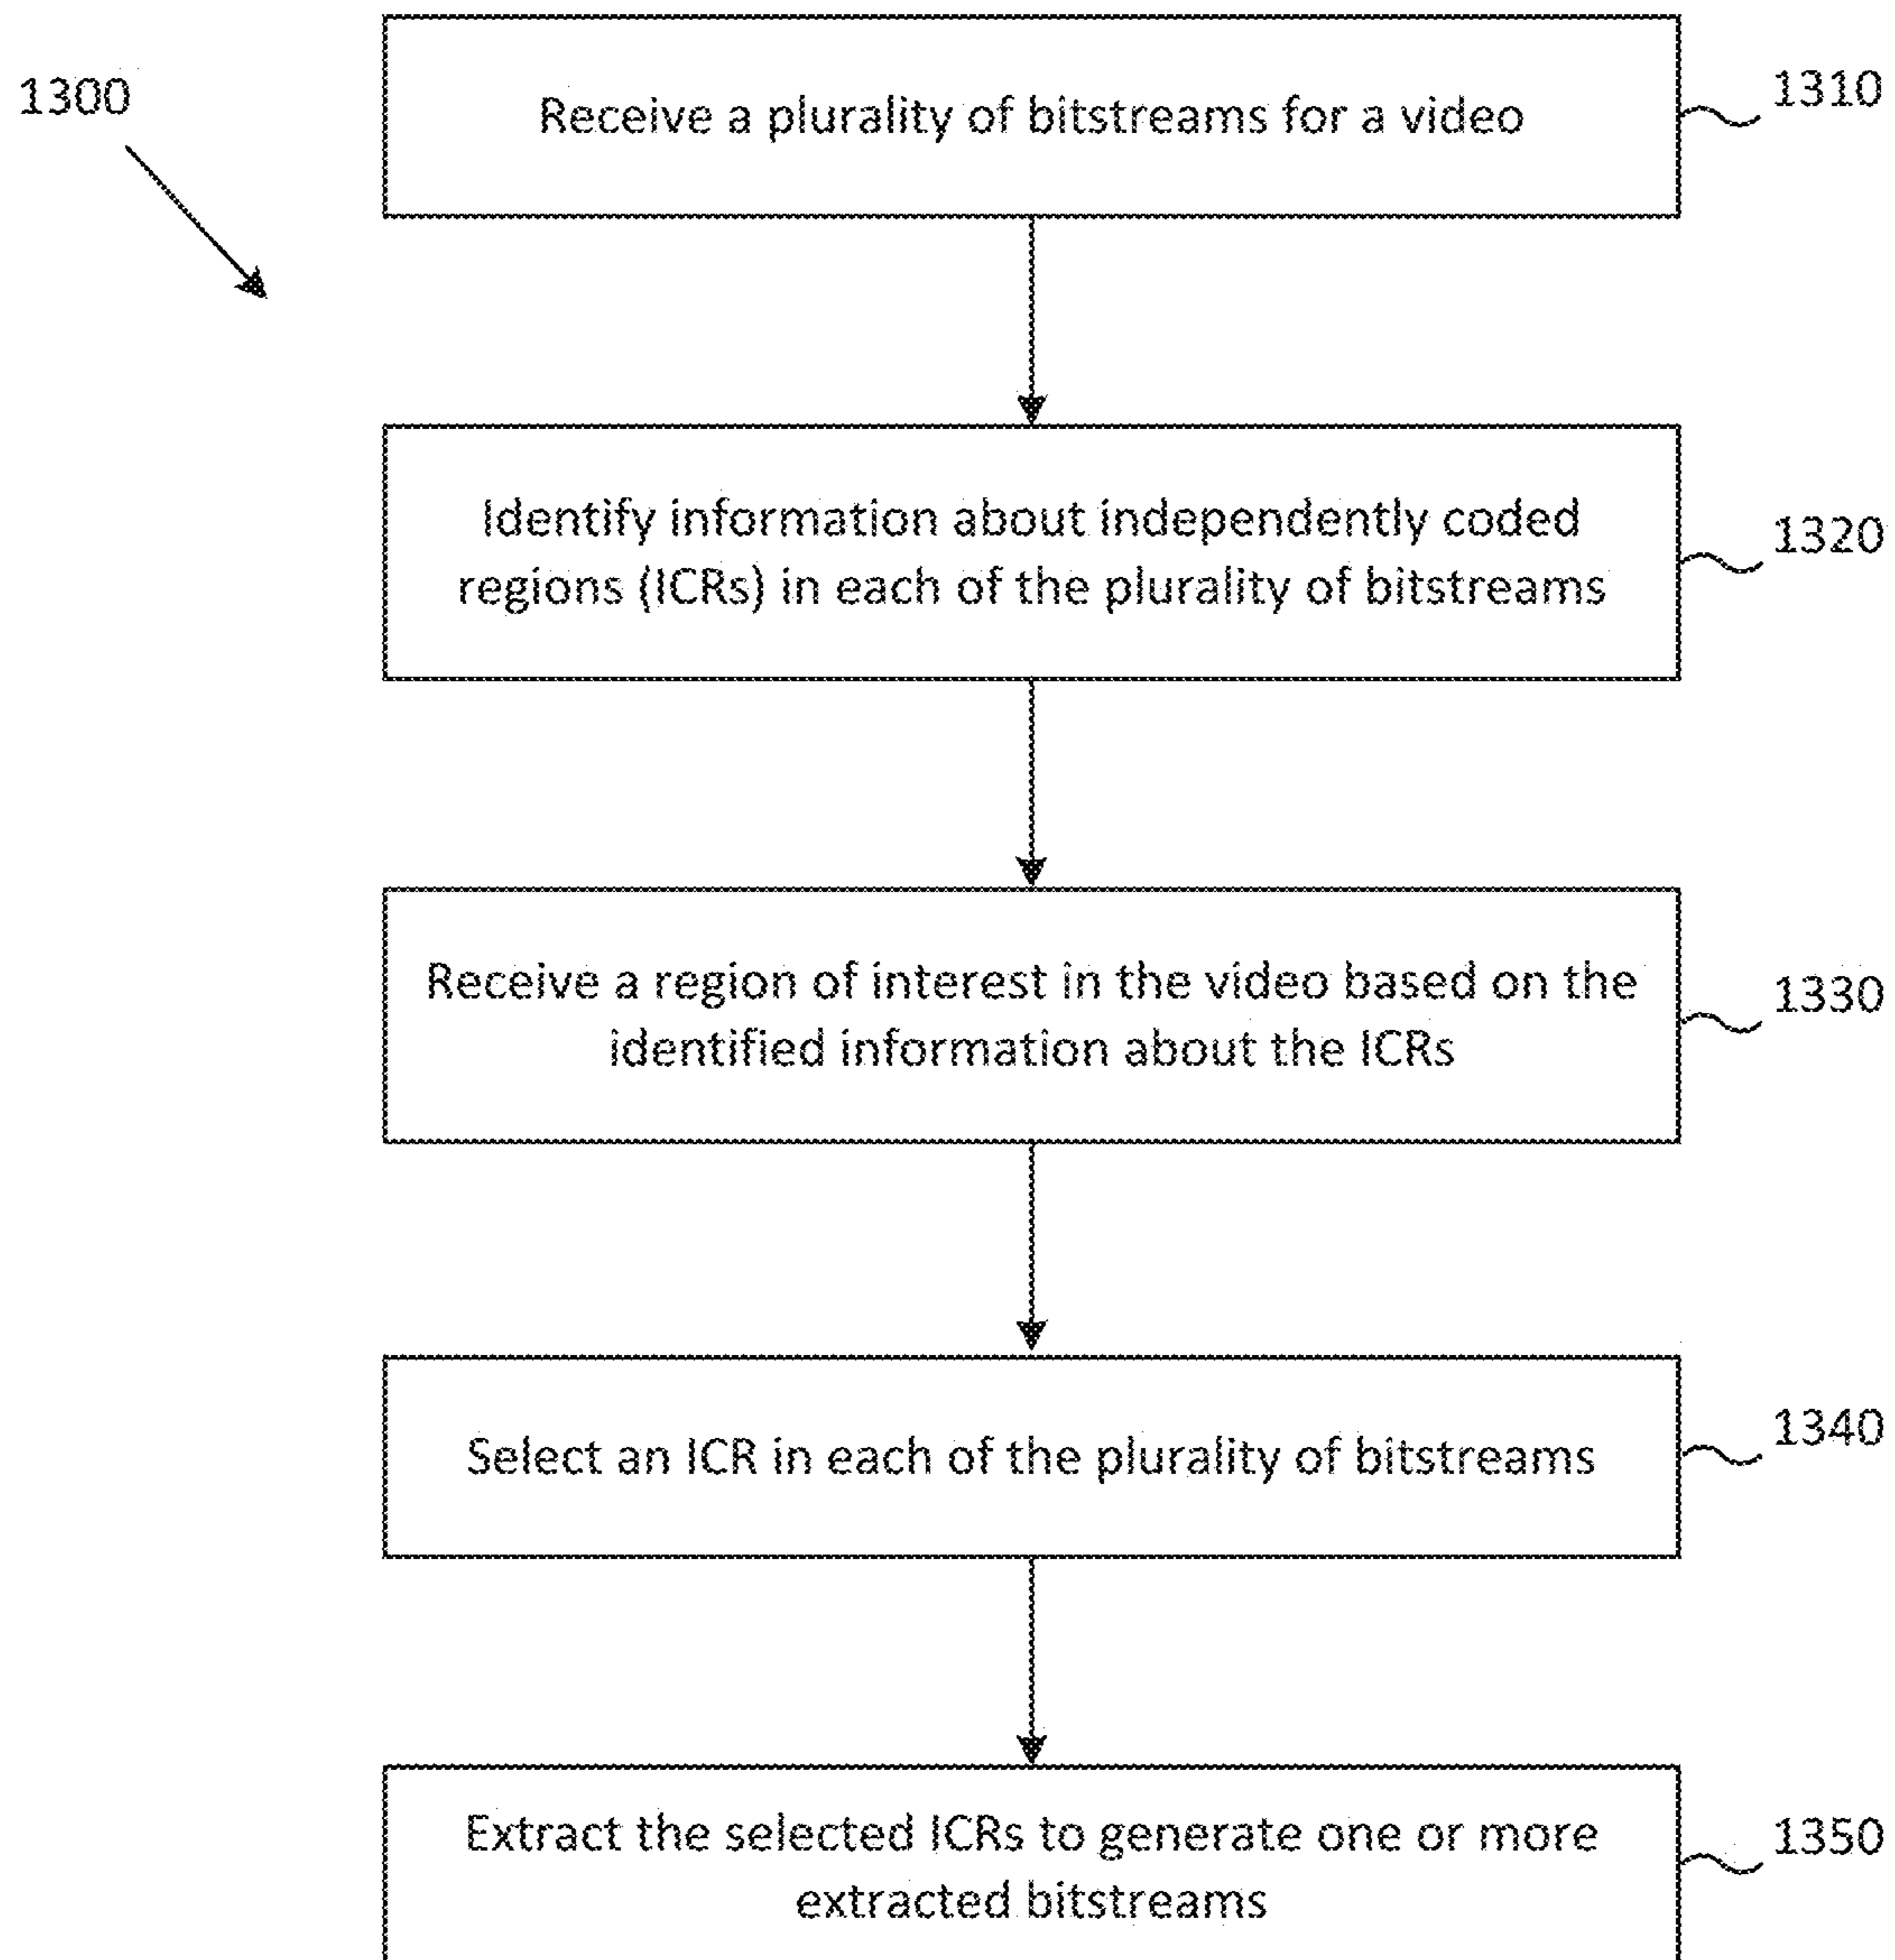 1300
Receive a plurality of bitstreams for a video
1310
Identify information about independently coded
regions (ICRs) in each of the plurality of bitstreams
1320
Receive a region of interest in the video based on the
identified information about the ICRs
1330
Select an ICR in each of the plurality of bitstreams
1340
Extract the selected ICRs to generate one or more
extracted bitstreams
1350